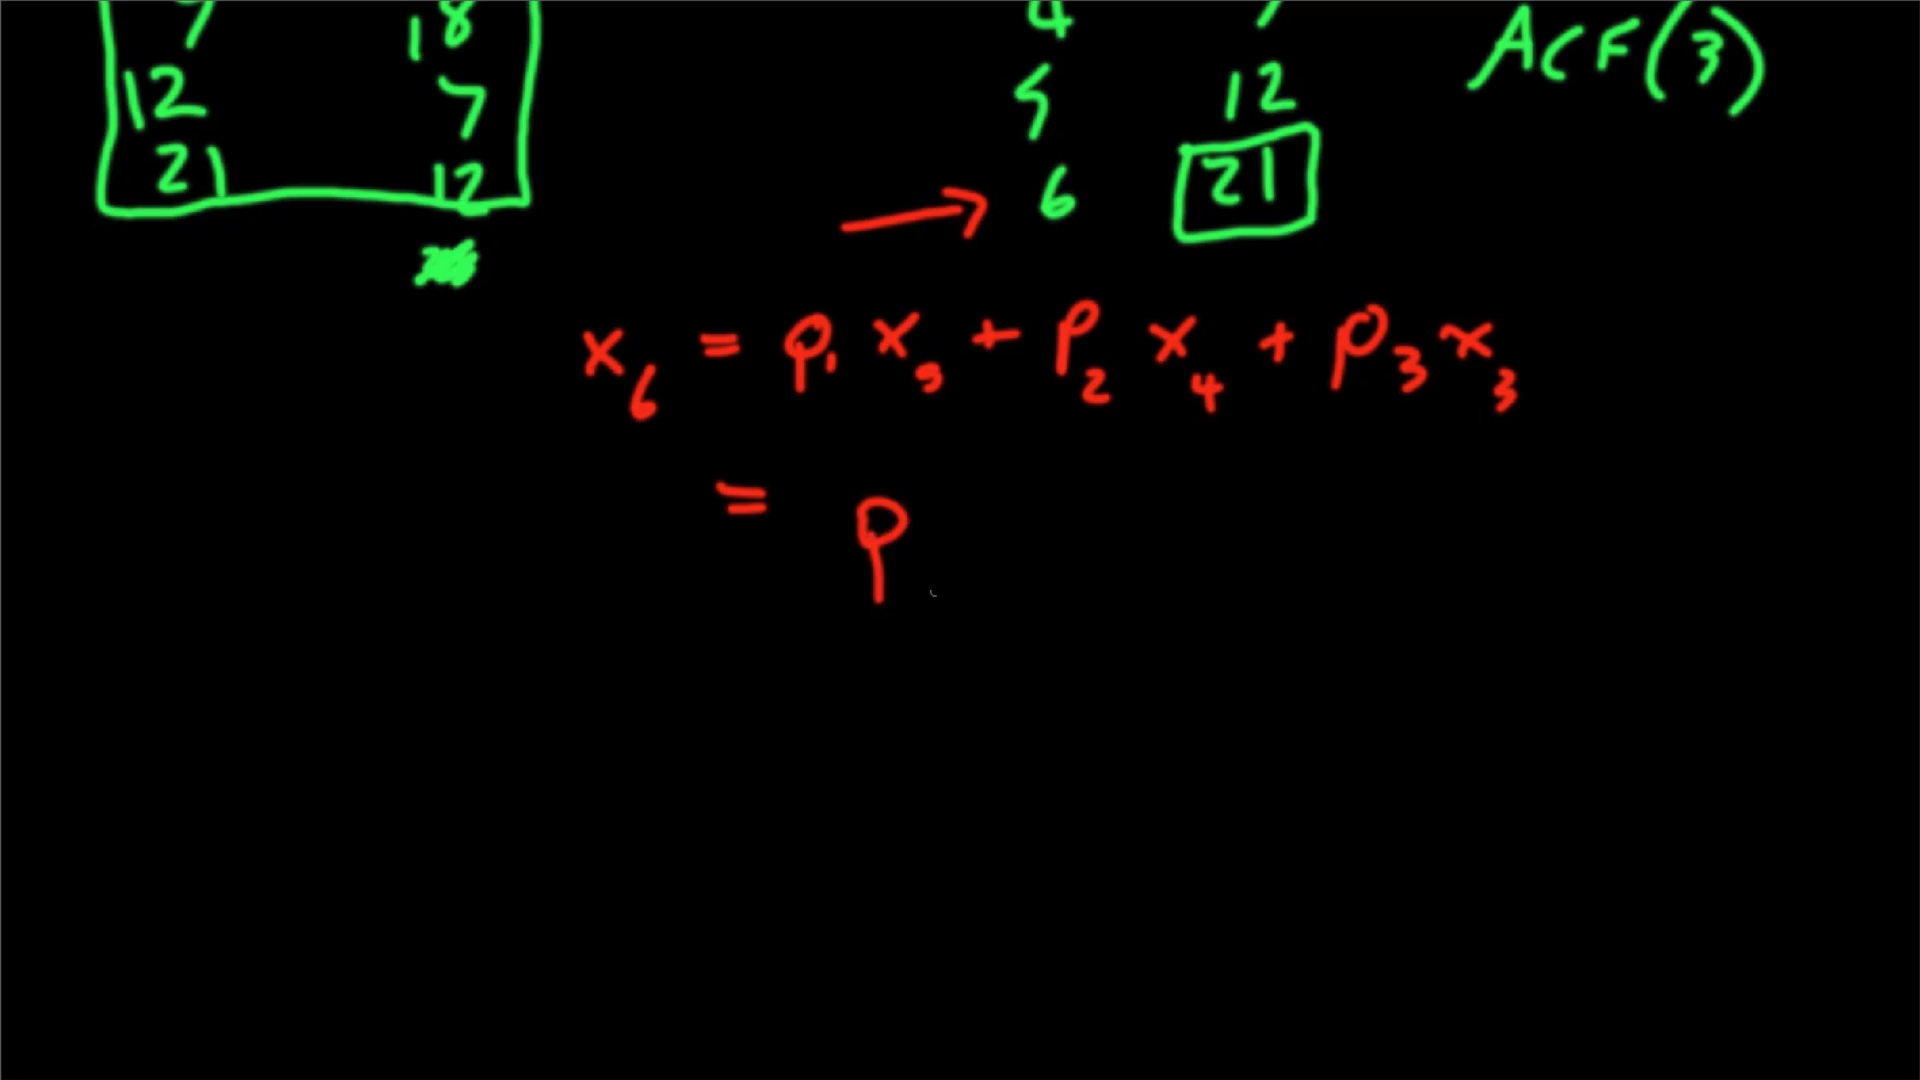 7 18 4 7 ACF(3)
12 7 5 12
21 12 6 21
x₆ = ρ₁ x₅ + ρ₂ x₄ + ρ₃ x₃
= ρ